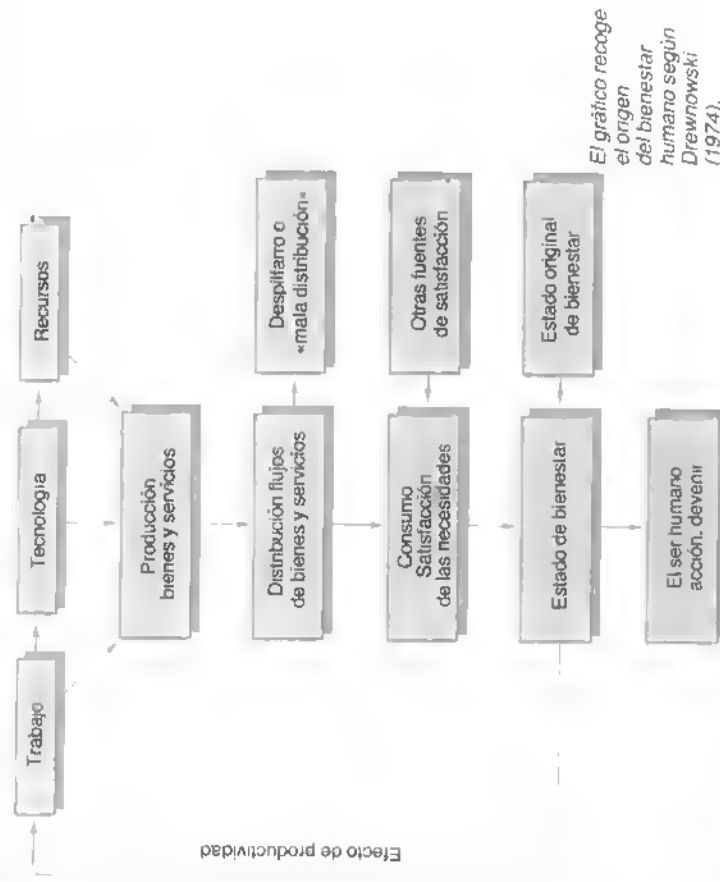 Trabajo
Tecnología
Recursos
Producción
bienes y servicios
Distribución flujos
de bienes y servicios
Despilfarro o
«mala distribución»
Consumo
Satisfacción
de las necesidades
Otras fuentes
de satisfacción
Estado de bienestar
Estado original
de bienestar
El ser humano
acción. devenir
Efecto de productividad
El gráfico recoge
el origen
del bienestar
humano según
Drewnowski
(1974).